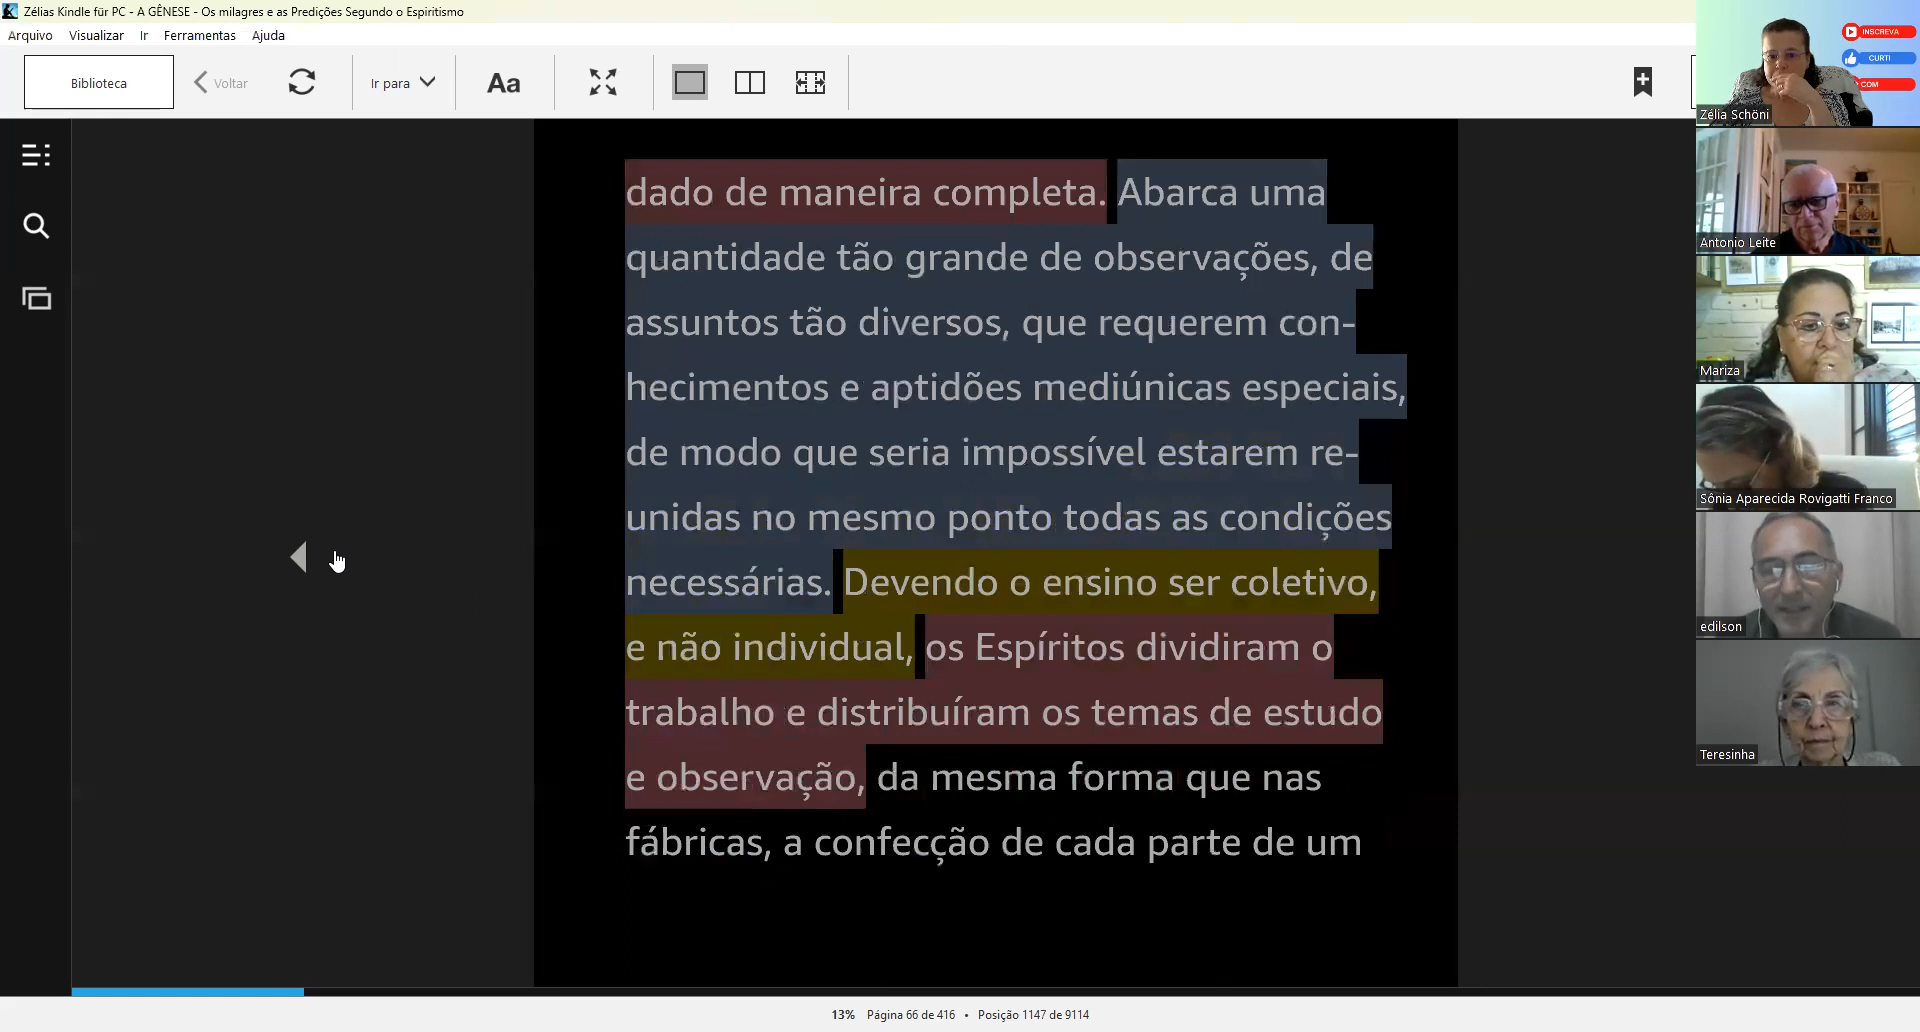 Zélias Kindle für PC - A GÊNESE - Os milagres e as Predições Segundo o Espiritismo
Arquivo Visualizar Ir Ferramentas Ajuda
Biblioteca
Voltar
Ir para
Aa
dado de maneira completa. Abarca uma
quantidade tão grande de observações, de
assuntos tão diversos, que requerem con-
hecimentos e aptidões mediúnicas especiais,
de modo que seria impossível estarem re-
unidas no mesmo ponto todas as condições
necessárias. Devendo o ensino ser coletivo,
e não individual, os Espíritos dividiram o
trabalho e distribuíram os temas de estudo
e observação, da mesma forma que nas
fábricas, a confecção de cada parte de um
13% Página 66 de 416 • Posição 1147 de 9114
INSCREVA
CURTI
COM
Zélia Schöni
Antonio Leite
Mariza
Sônia Aparecida Rovigatti Franco
edilson
Teresinha